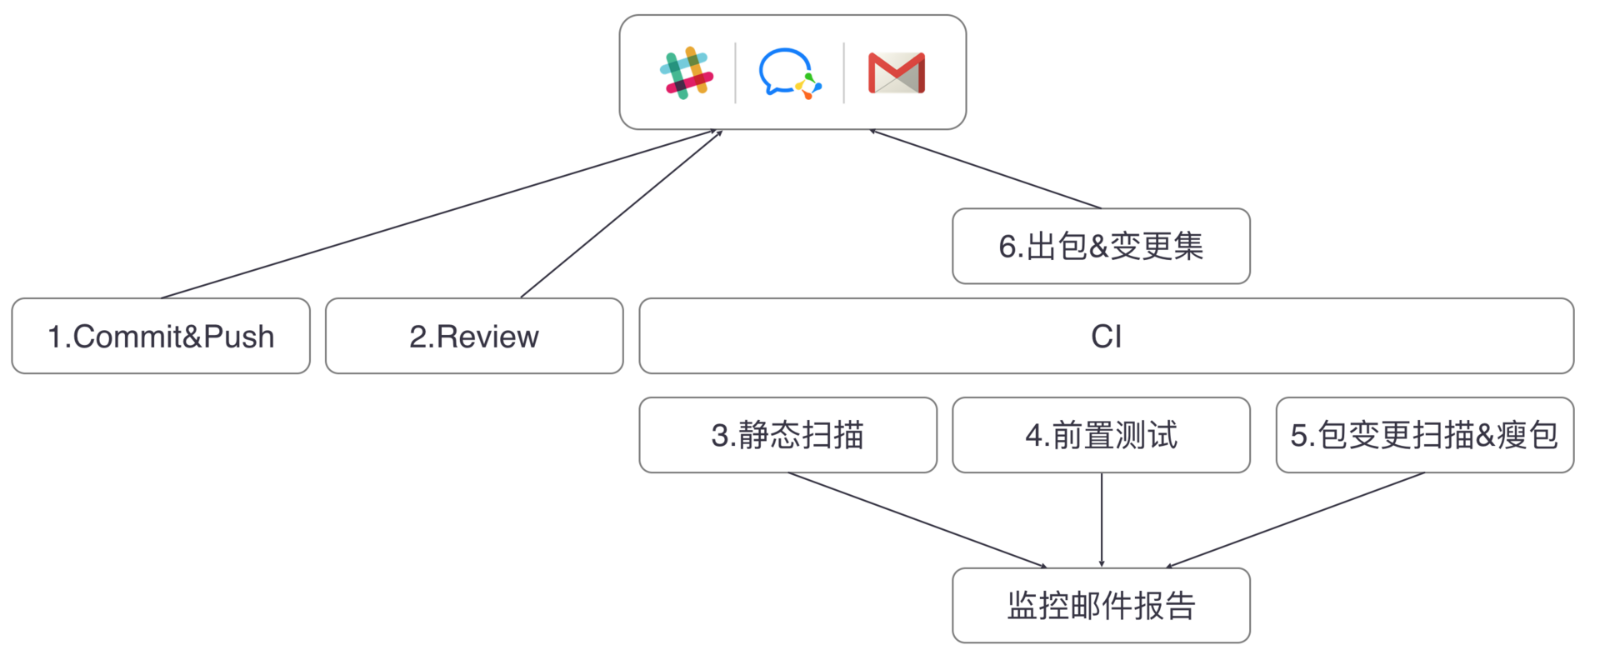 6.出包&变更集
1.Commit&Push
2.Review
CI
3.静态扫描
4.前置测试
5.包变更扫描&瘦包
监控邮件报告